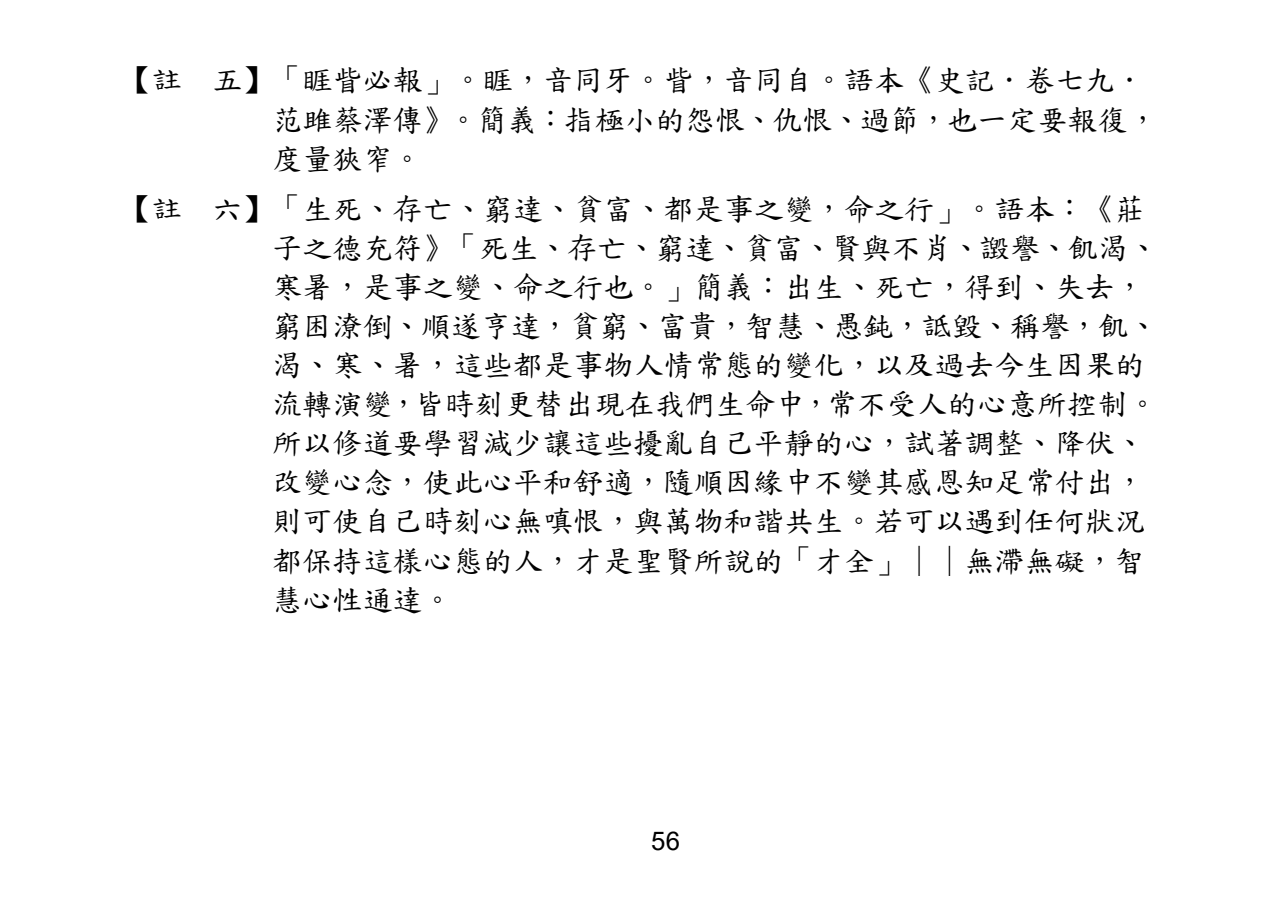 【註　五】「睚眥必報」。睚，音同牙。眥，音同自。語本《史記．卷七九．
范雎蔡澤傳》。簡義：指極小的怨恨、仇恨、過節，也一定要報復，
度量狹窄。
【註　六】「生死、存亡、窮達、貧富、都是事之變，命之行」。語本：《莊
子之德充符》「死生、存亡、窮達、貧富、賢與不肖、譭譽、飢渴、
寒暑，是事之變、命之行也。」簡義：出生、死亡，得到、失去，
窮困潦倒、順遂亨達，貧窮、富貴，智慧、愚鈍，詆毀、稱譽，飢、
渴、寒、暑，這些都是事物人情常態的變化，以及過去今生因果的
流轉演變，皆時刻更替出現在我們生命中，常不受人的心意所控制。
所以修道要學習減少讓這些擾亂自己平靜的心，試著調整、降伏、
改變心念，使此心平和舒適，隨順因緣中不變其感恩知足常付出，
則可使自己時刻心無嗔恨，與萬物和諧共生。若可以遇到任何狀況
都保持這樣心態的人，才是聖賢所說的「才全」｜｜無滯無礙，智
慧心性通達。
56